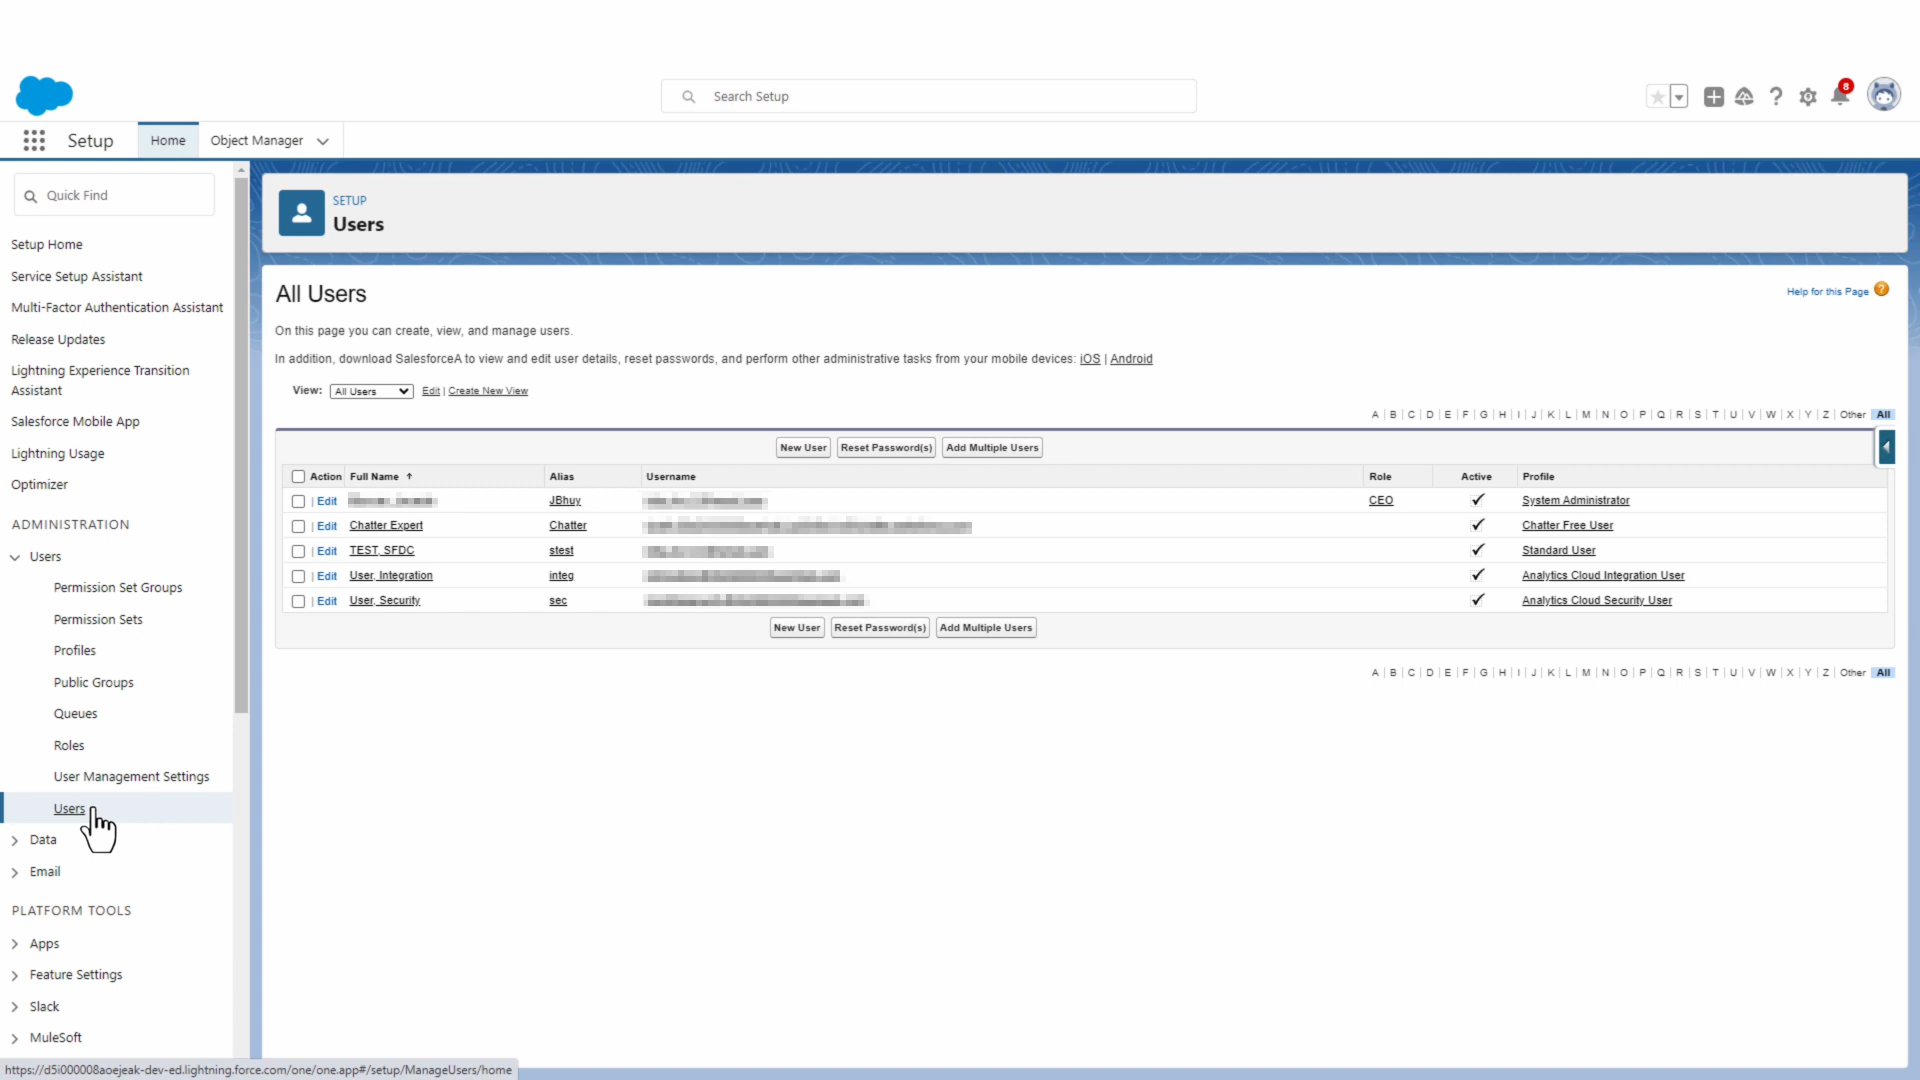 Search Setup
8
Setup
Home
Object Manager
Quick Find
Setup Home
Service Setup Assistant
Multi-Factor Authentication Assistant
Release Updates
Lightning Experience Transition
Assistant
Salesforce Mobile App
Lightning Usage
Optimizer
ADMINISTRATION
Users
Permission Set Groups
Permission Sets
Profiles
Public Groups
Queues
Roles
User Management Settings
Users
Data
Email
PLATFORM TOOLS
Apps
Feature Settings
Slack
MuleSoft
https://d5i000008aoejeak-dev-ed.lightning.force.com/one/one.app#/setup/ManageUsers/home
SETUP
Users
All Users
Help for this Page ?
On this page you can create, view, and manage users.
In addition, download SalesforceA to view and edit user details, reset passwords, and perform other administrative tasks from your mobile devices: iOS | Android
View: All Users Edit | Create New View
A | B | C | D | E | F | G | H | I | J | K | L | M | N | O | P | Q | R | S | T | U | V | W | X | Y | Z | Other All
New User Reset Password(s) Add Multiple Users
Action Full Name ↑ Alias Username Role Active Profile
| Edit JBhuy CEO System Administrator
| Edit Chatter Expert Chatter Chatter Free User
| Edit TEST, SFDC stest Standard User
| Edit User, Integration integ Analytics Cloud Integration User
| Edit User, Security sec Analytics Cloud Security User
New User Reset Password(s) Add Multiple Users
A | B | C | D | E | F | G | H | I | J | K | L | M | N | O | P | Q | R | S | T | U | V | W | X | Y | Z | Other All